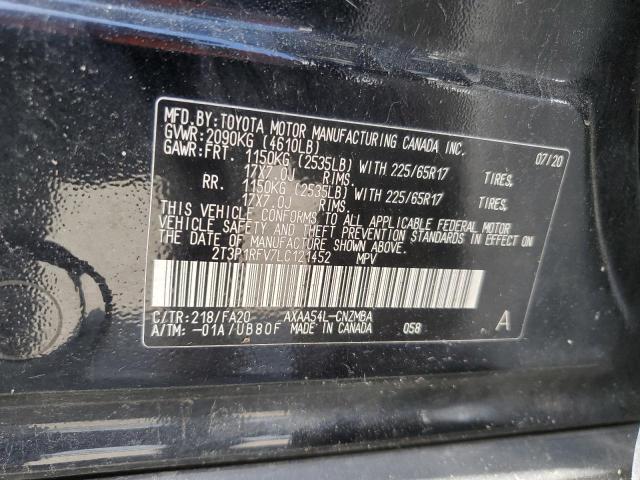 MFD.BY:TOYOTA MOTOR MANUFACTURING CANADA INC. 07/20
GVWR:2090KG (4610LB)
GAWR:FRT. 1150KG (2535LB) WITH 225/65R17 TIRES,
17X7.0J RIMS,
RR. 1150KG (2535LB) WITH 225/65R17 TIRES,
17X7.0J RIMS,
THIS VEHICLE CONFORMS TO ALL APPLICABLE FEDERAL MOTOR
VEHICLE SAFETY AND THEFT PREVENTION STANDARDS IN EFFECT ON
THE DATE OF MANUFACTURE SHOWN ABOVE.
2T3P1RFV7LC121452 MPV
C/TR:218/FA20 AXAA54L-CNZMBA A
A/TM: -01A/UB80F MADE IN CANADA 058